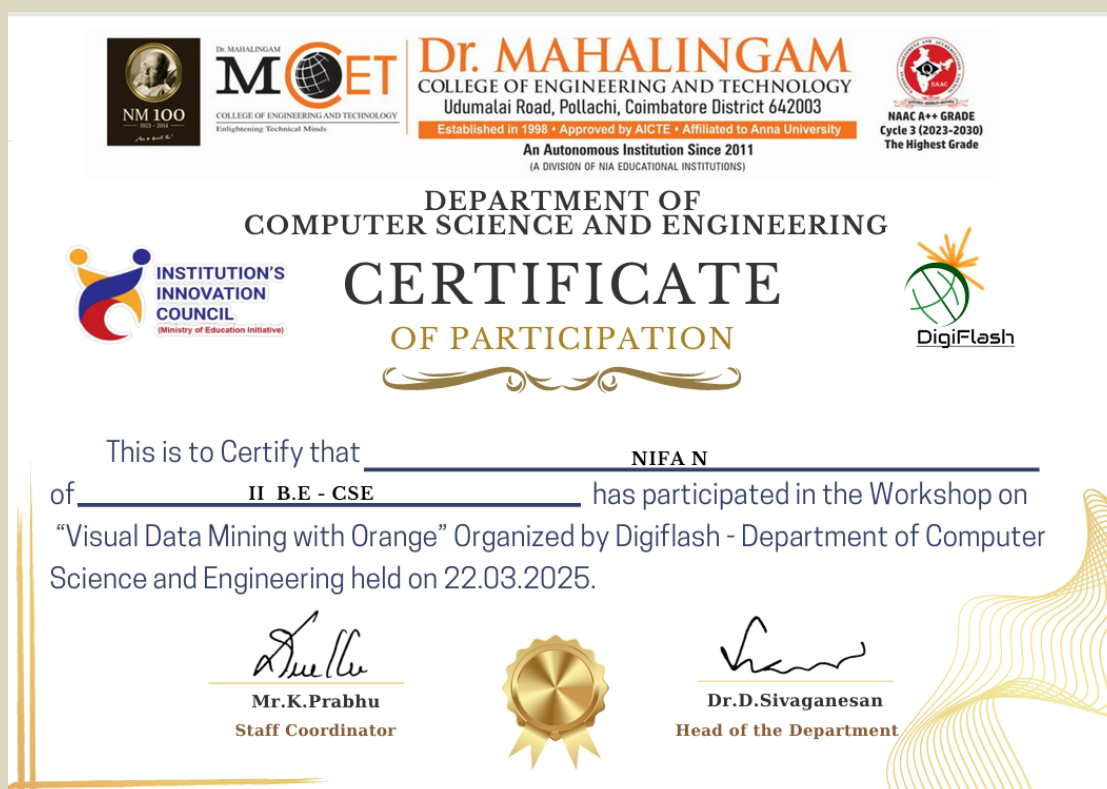 NM 100
1923 - 2014
Dr. MAHALINGAM
MCET
COLLEGE OF ENGINEERING AND TECHNOLOGY
Enlightening Technical Minds
Dr. MAHALINGAM
COLLEGE OF ENGINEERING AND TECHNOLOGY
Udumalai Road, Pollachi, Coimbatore District 642003
Established in 1998 • Approved by AICTE • Affiliated to Anna University
An Autonomous Institution Since 2011
(A DIVISION OF NIA EDUCATIONAL INSTITUTIONS)
NAAC
NAAC A++ GRADE
Cycle 3 (2023-2030)
The Highest Grade
DEPARTMENT OF
COMPUTER SCIENCE AND ENGINEERING
INSTITUTION'S
INNOVATION
COUNCIL
(Ministry of Education Initiative)
CERTIFICATE
OF PARTICIPATION
DigiFlash
This is to Certify that NIFA N
of II B.E - CSE has participated in the Workshop on
“Visual Data Mining with Orange” Organized by Digiflash - Department of Computer
Science and Engineering held on 22.03.2025.
Mr.K.Prabhu
Staff Coordinator
Dr.D.Sivaganesan
Head of the Department